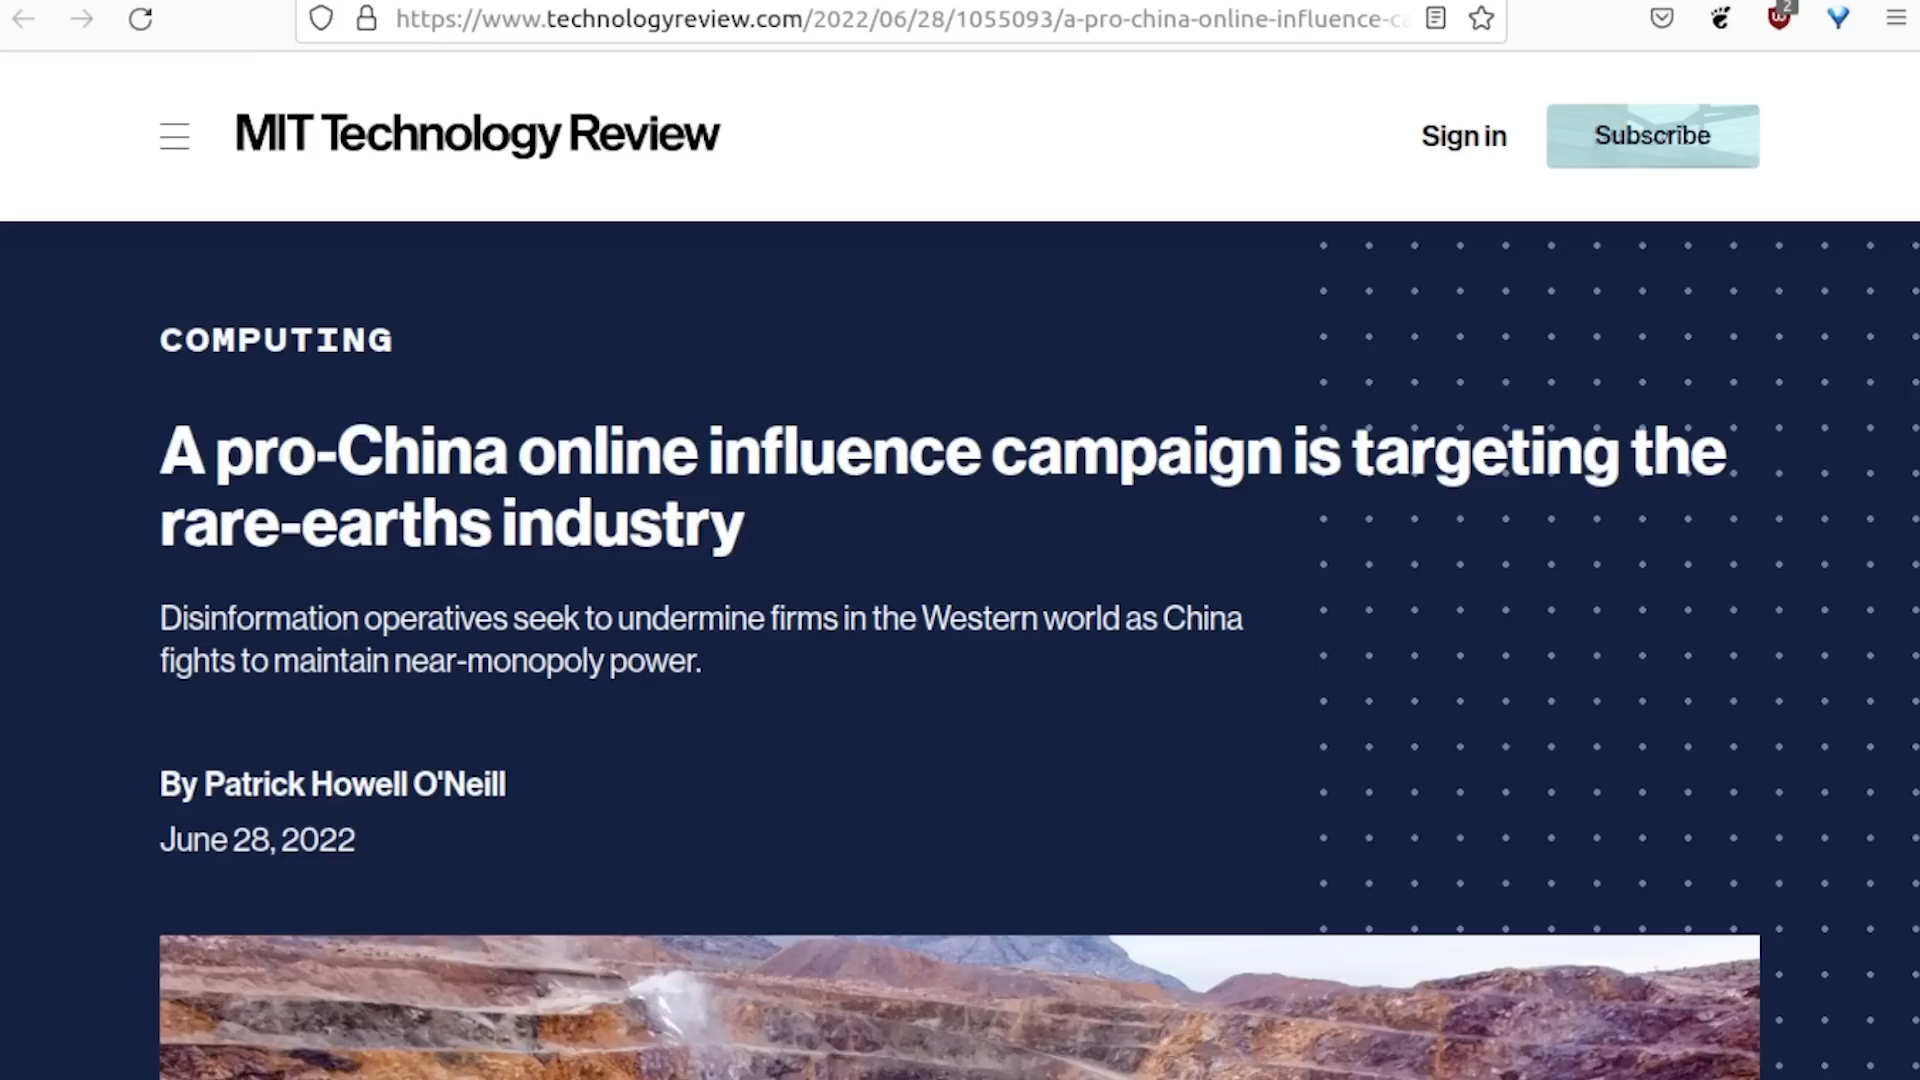 https://www.technologyreview.com/2022/06/28/1055093/a-pro-china-online-influence-ca
2
MIT Technology Review
Sign in
Subscribe
COMPUTING
A pro-China online influence campaign is targeting the
rare-earths industry
Disinformation operatives seek to undermine firms in the Western world as China
fights to maintain near-monopoly power.
By Patrick Howell O'Neill
June 28, 2022